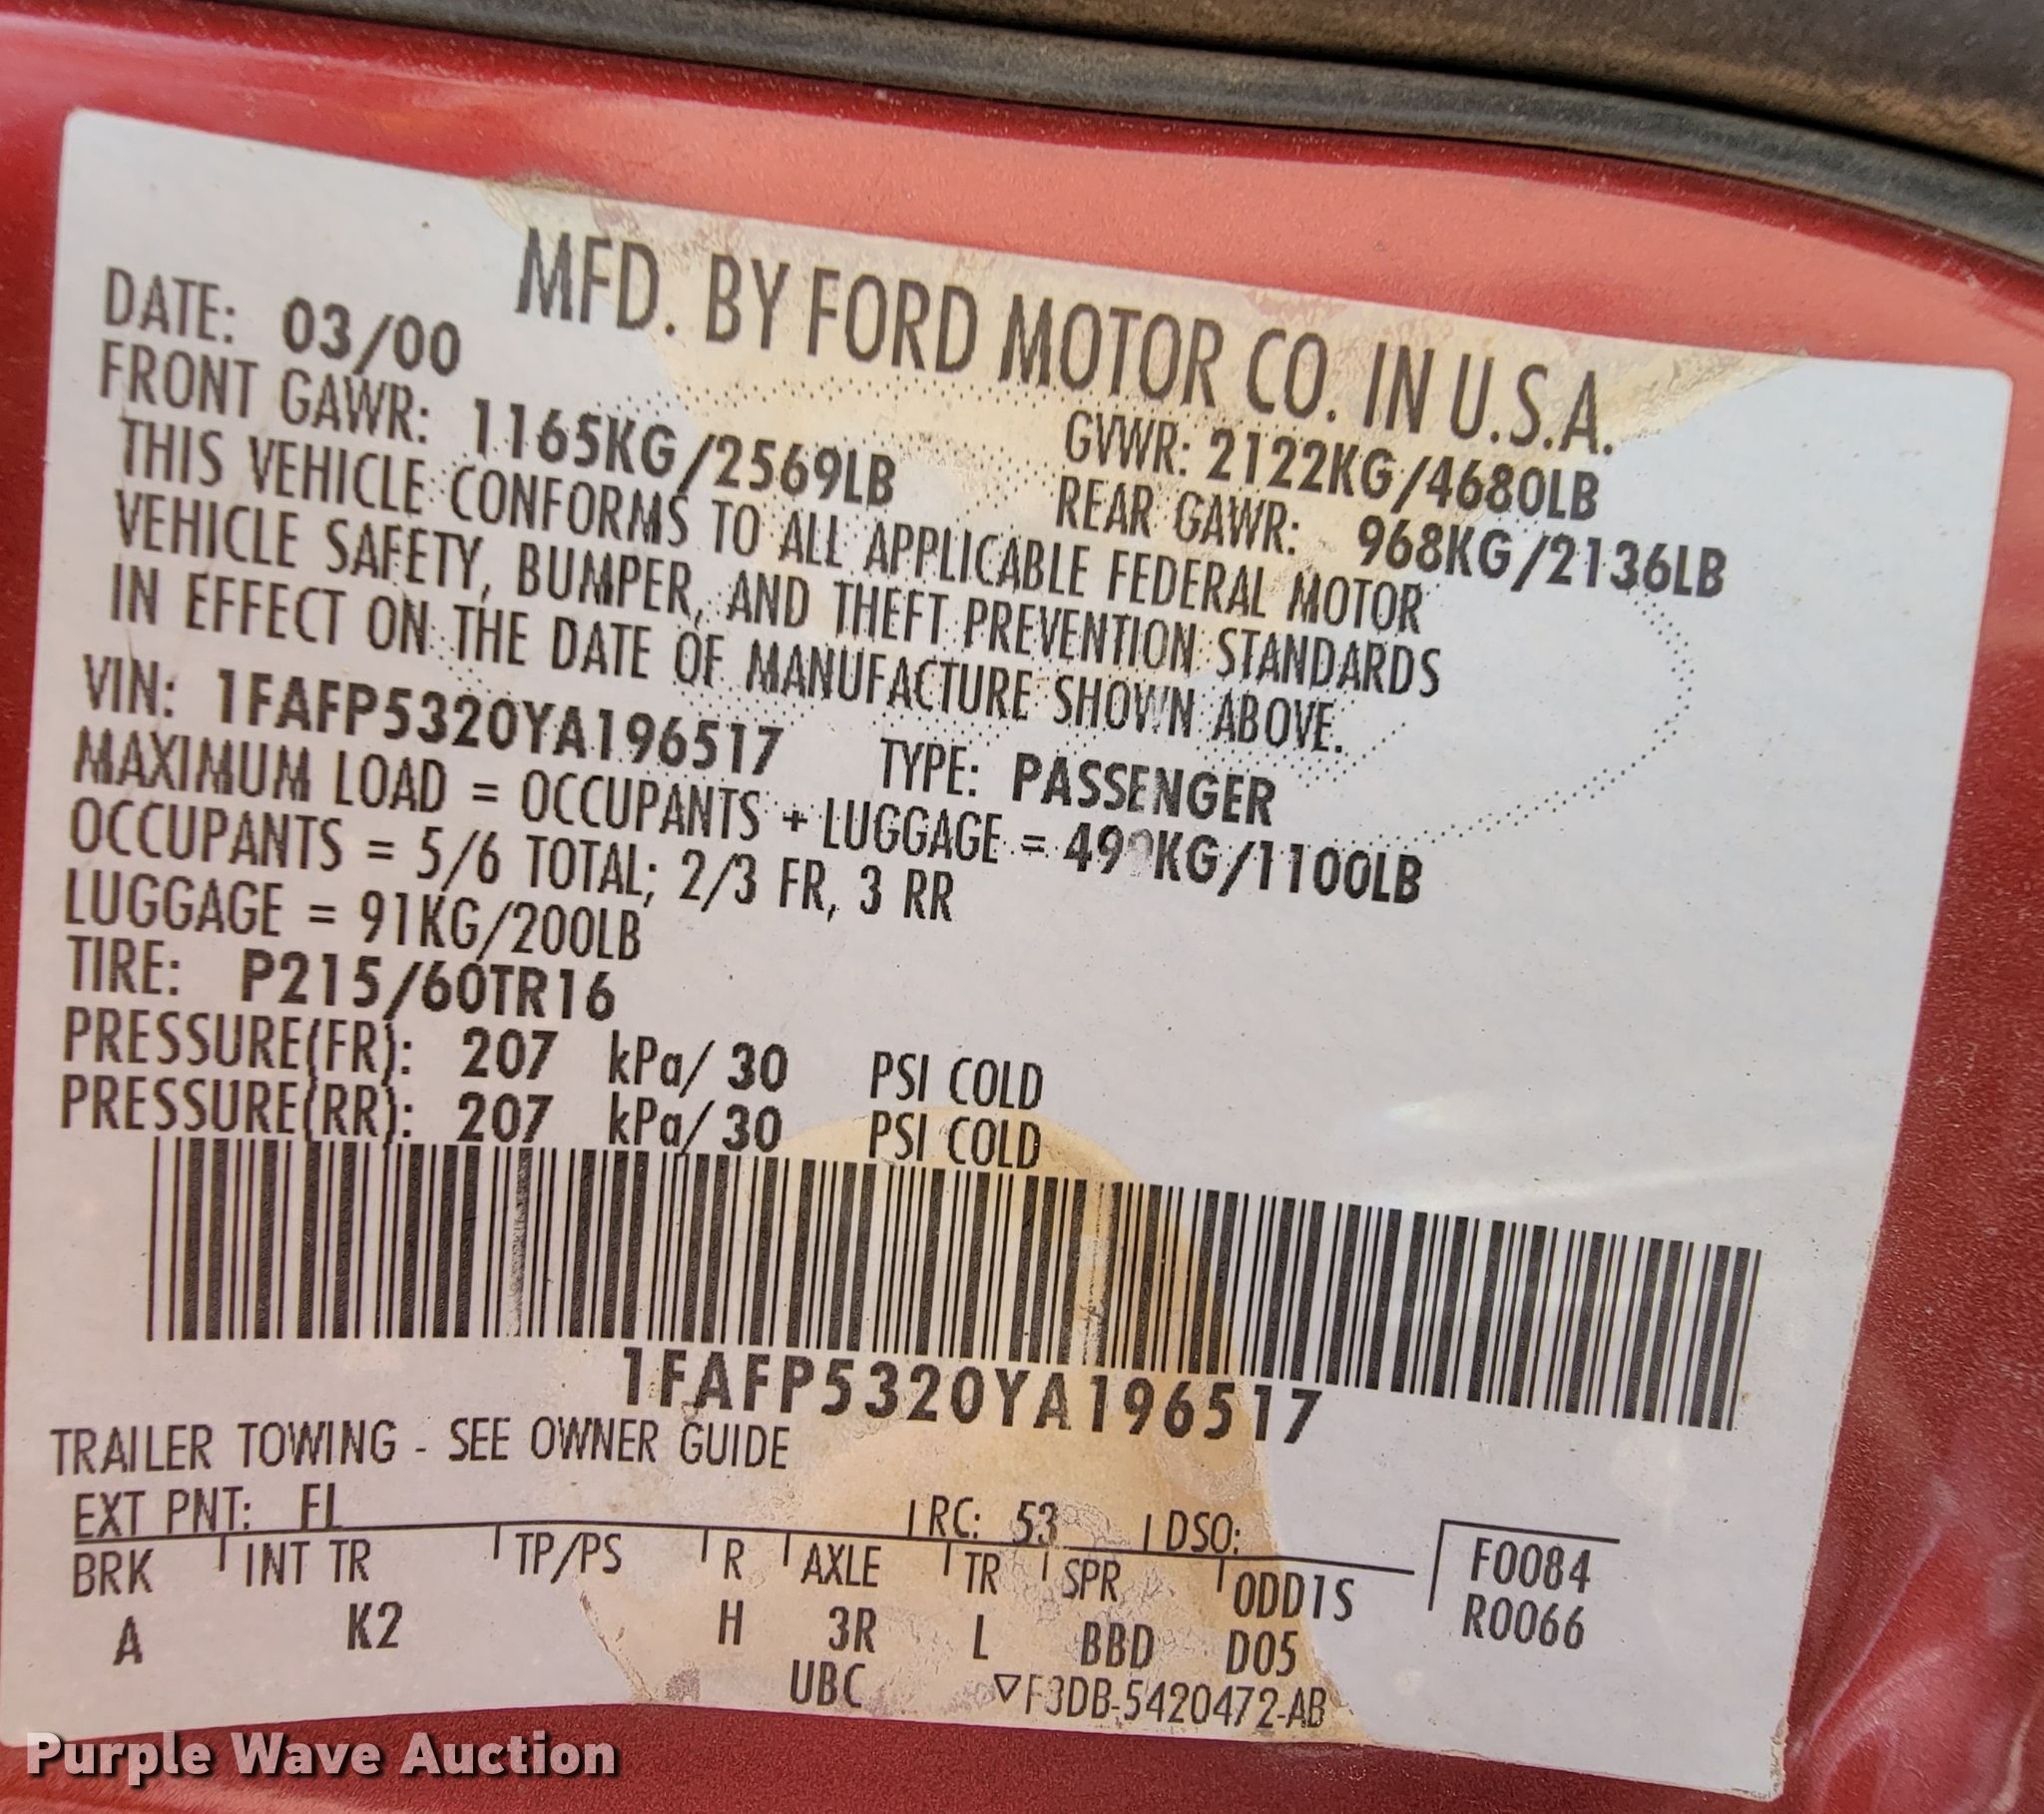 MFD. BY FORD MOTOR CO. IN U.S.A.
DATE: 03/00 GVWR: 2122KG/4680LB
FRONT GAWR: 1165KG/2569LB REAR GAWR: 968KG/2136LB
THIS VEHICLE CONFORMS TO ALL APPLICABLE FEDERAL MOTOR
VEHICLE SAFETY, BUMPER, AND THEFT PREVENTION STANDARDS
IN EFFECT ON THE DATE OF MANUFACTURE SHOWN ABOVE.
VIN: 1FAFP5320YA196517 TYPE: PASSENGER
MAXIMUM LOAD = OCCUPANTS + LUGGAGE = /1100LB
OCCUPANTS = 5/6 TOTAL; 2/3 FR, 3 RR
LUGGAGE = 91KG/200LB
TIRE: P215/60TR16
PRESSURE(FR): 207 kPa/ 30 PSI COLD
PRESSURE(RR): 207 kPa/ 30 PSI COLD
1FAFP5320YA196517
TRAILER TOWING - SEE OWNER GUIDE
EXT PNT: FL RC: 53 DSO: F0084
BRK INT TR TP/PS R AXLE TR SPR ODD1S R0066
A K2 H 3R L BBD D05
UBC ▽F3DB-5420472-AB
Purple Wave Auction